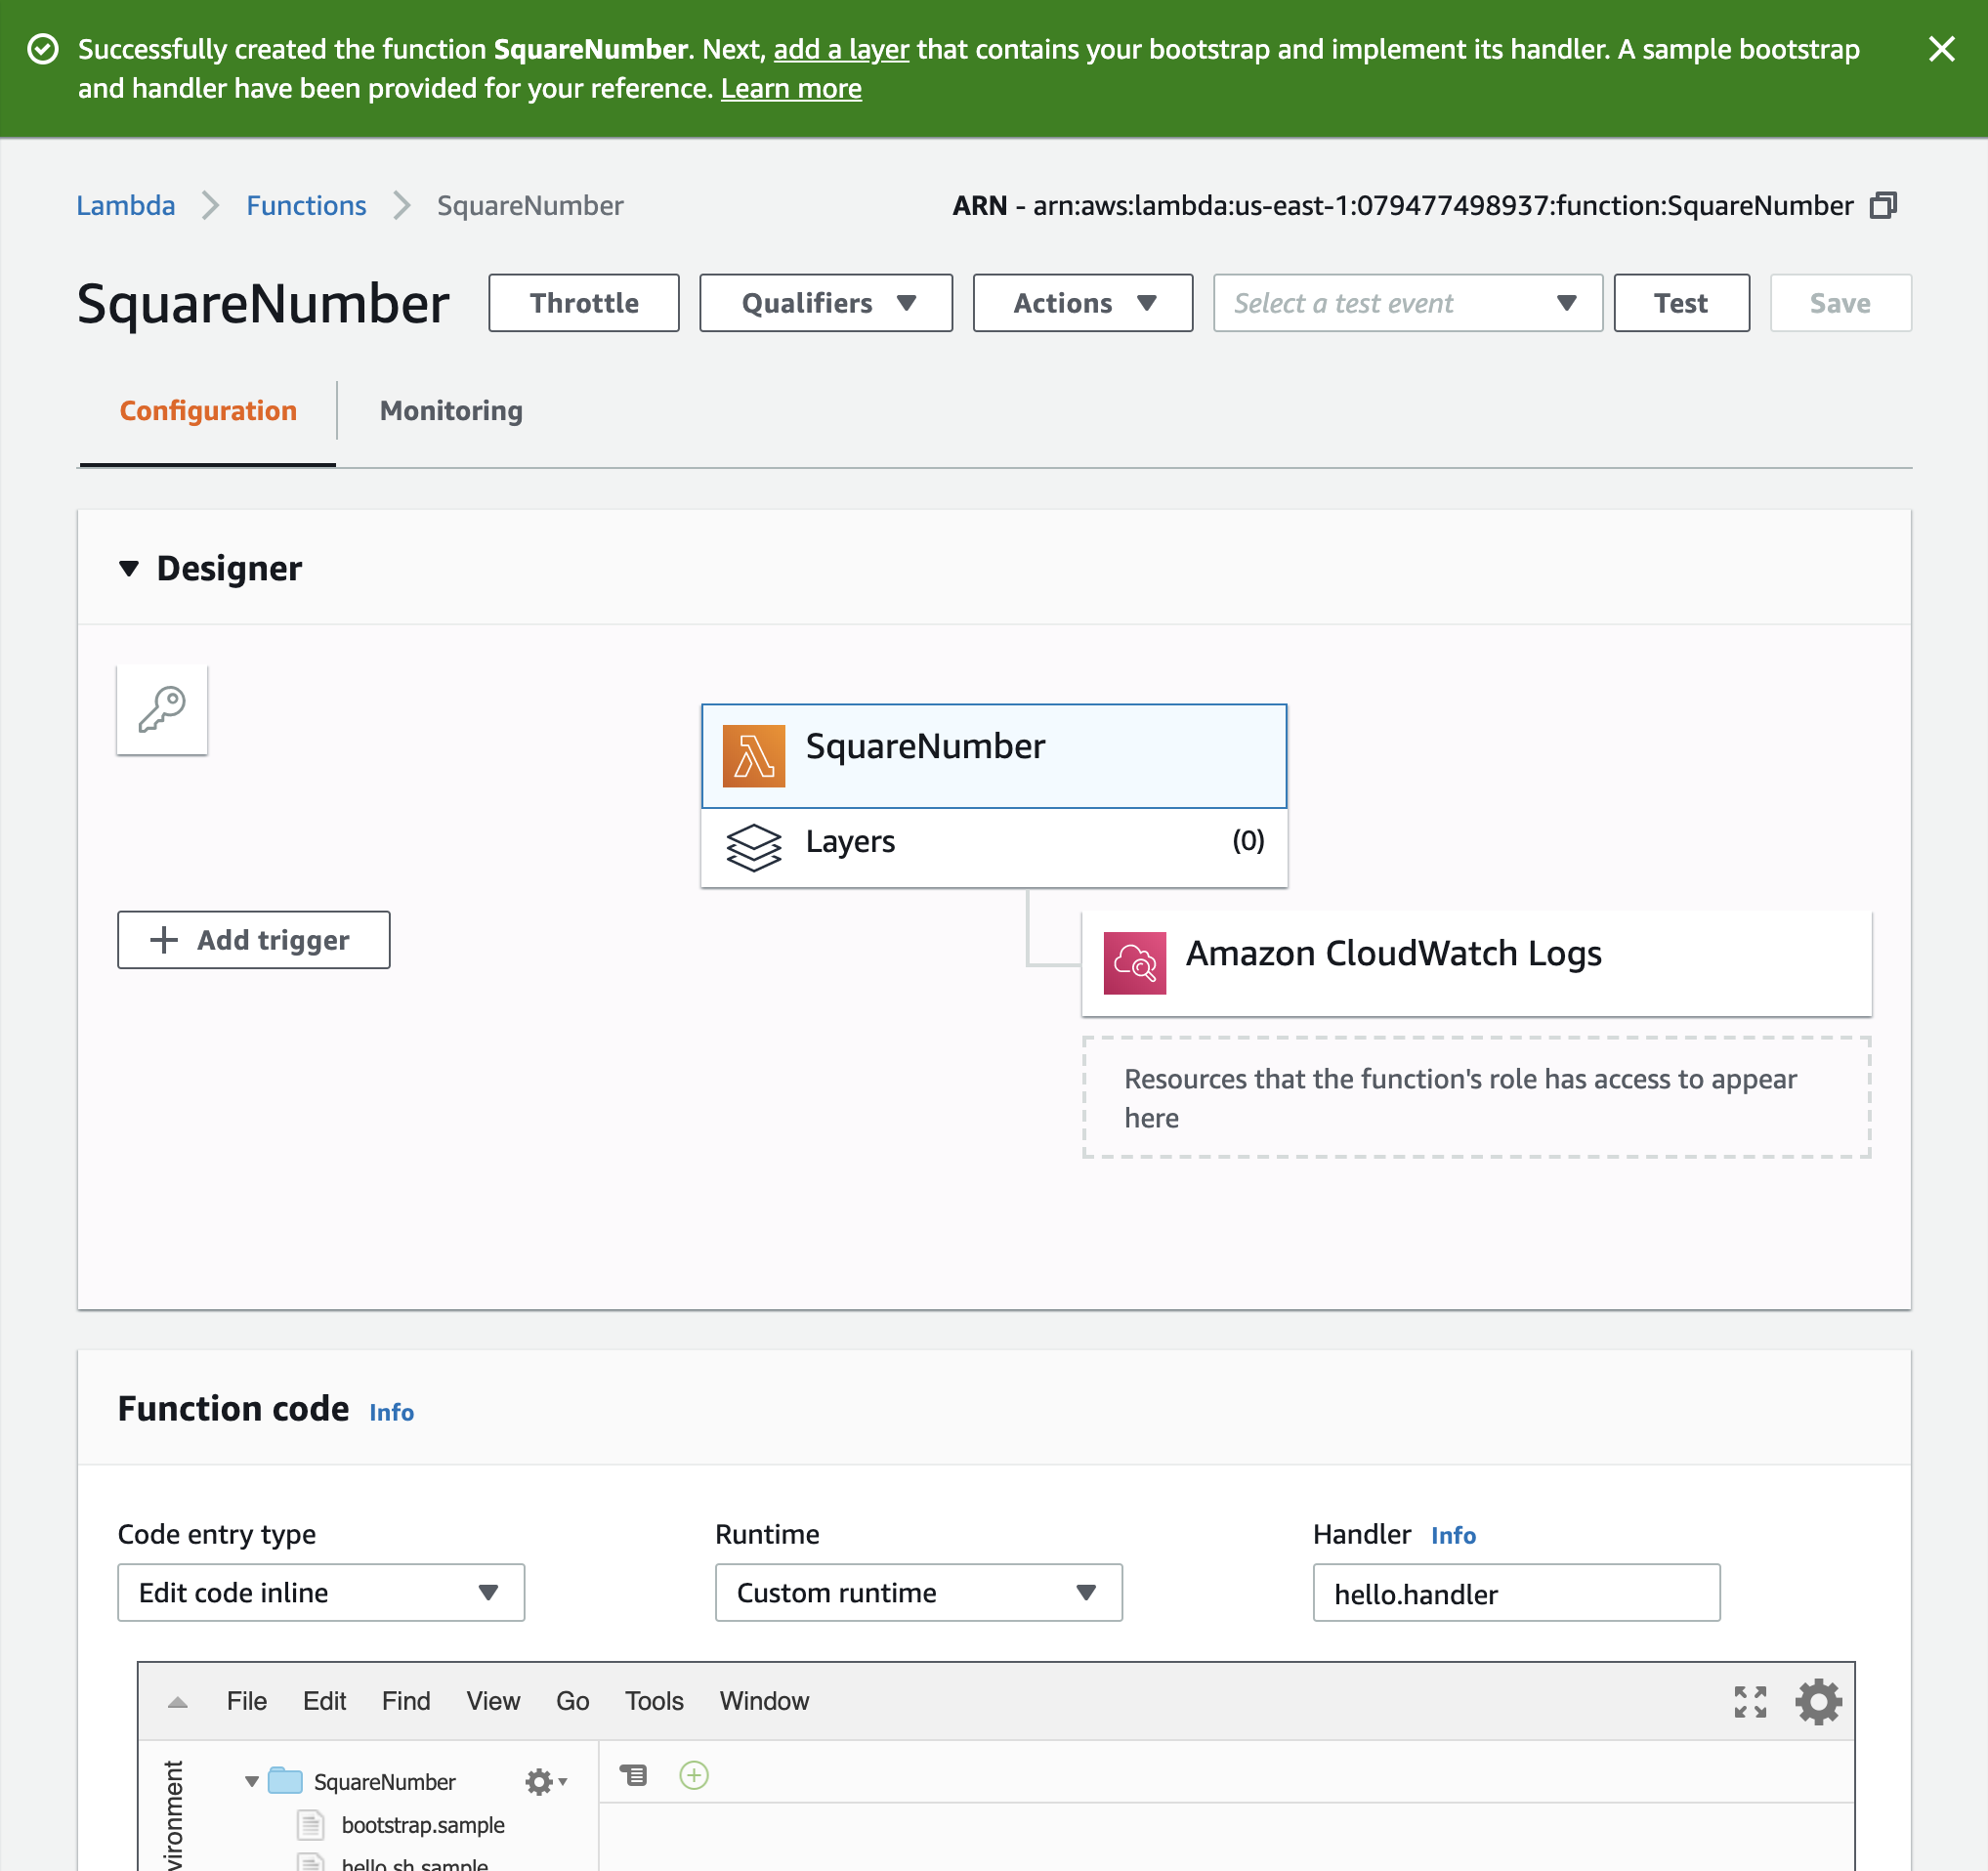 Successfully created the function SquareNumber. Next, add a layer that contains your bootstrap and implement its handler. A sample bootstrap
and handler have been provided for your reference. Learn more
Lambda Functions SquareNumber ARN - arn:aws:lambda:us-east-1:079477498937:function:SquareNumber
SquareNumber Throttle Qualifiers Actions Select a test event Test Save
Configuration Monitoring
Designer
SquareNumber
Layers (0)
Add trigger
Amazon CloudWatch Logs
Resources that the function's role has access to appear
here
Function code Info
Code entry type Runtime Handler Info
Edit code inline Custom runtime hello.handler
File Edit Find View Go Tools Window
SquareNumber
bootstrap.sample
hello.sh.sample